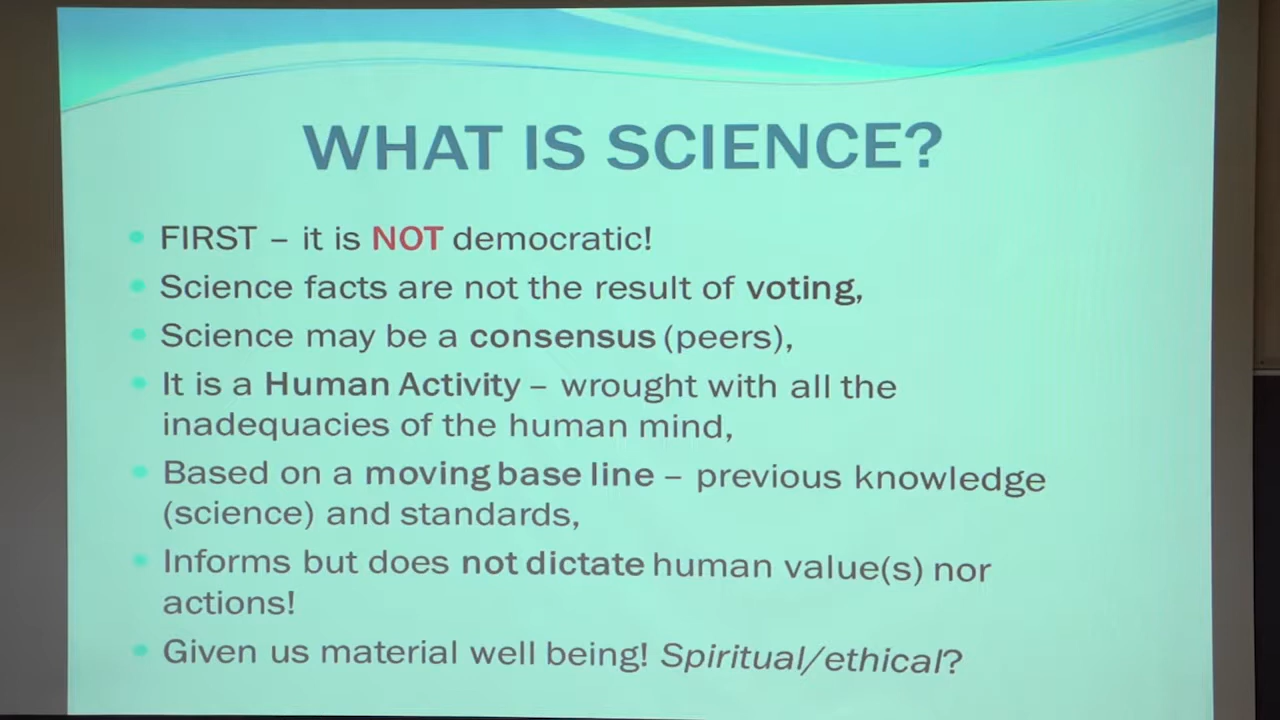 WHAT IS SCIENCE?
• FIRST – it is NOT democratic!
• Science facts are not the result of voting,
• Science may be a consensus (peers),
• It is a Human Activity – wrought with all the
inadequacies of the human mind,
• Based on a moving base line – previous knowledge
(science) and standards,
• Informs but does not dictate human value(s) nor
actions!
• Given us material well being! Spiritual/ethical?